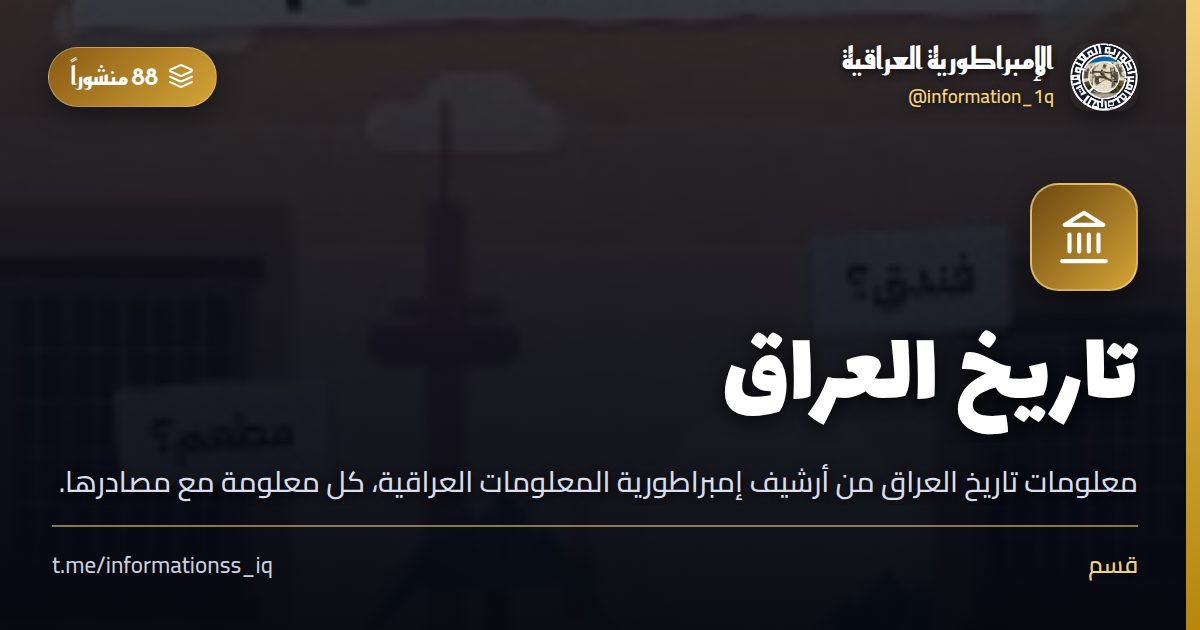 الإمبراطورية العراقية
@information_1q
88 منشوراً
فندق؟
تاريخ العراق
مطعم؟
معلومات تاريخ العراق من أرشيف إمبراطورية المعلومات العراقية، كل معلومة مع مصادرها.
قسم
t.me/informationss_iq